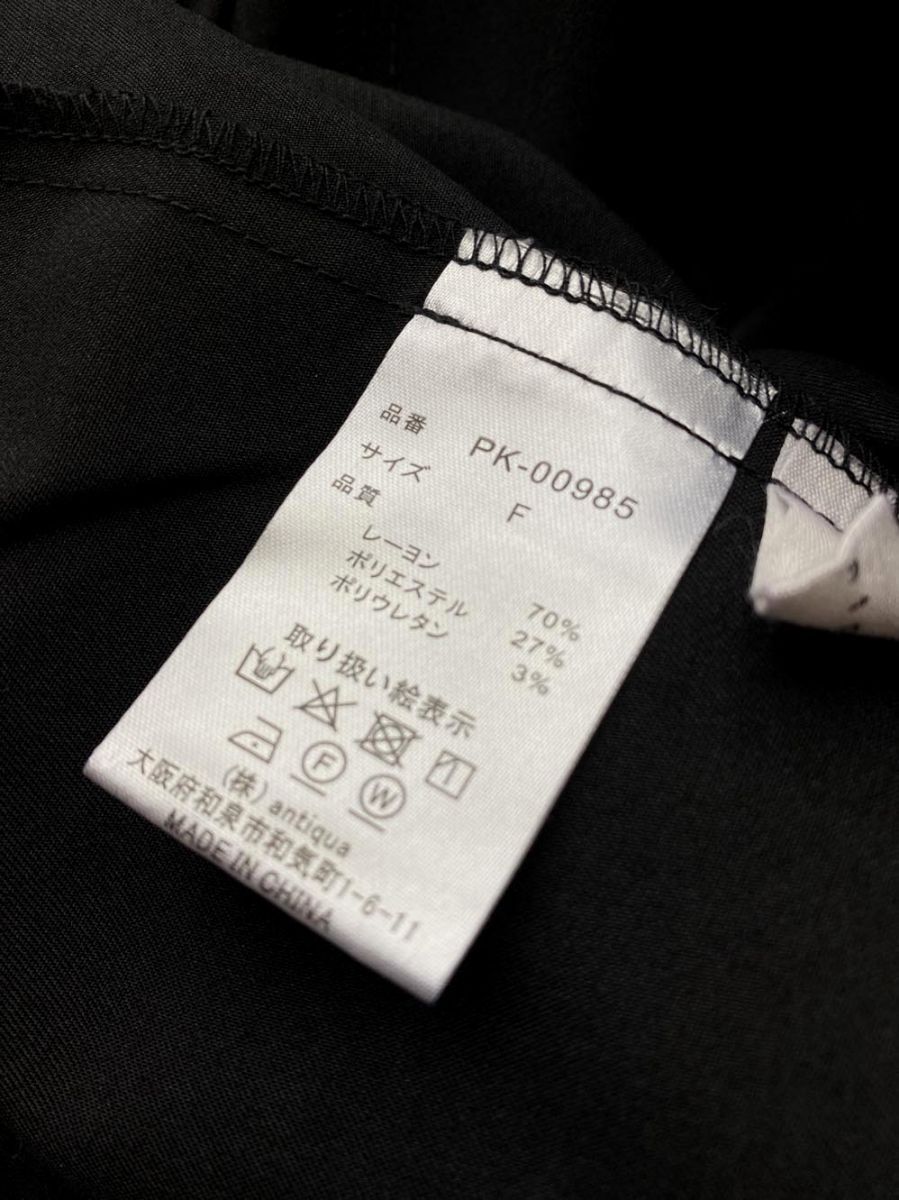 品番 PK-00985
サイズ F
品質
レーヨン 70%
ポリエステル 27%
ポリウレタン 3%
取り扱い絵表示
F W
(株) antiqua
大阪府和泉市和気町1-6-11
MADE IN CHINA